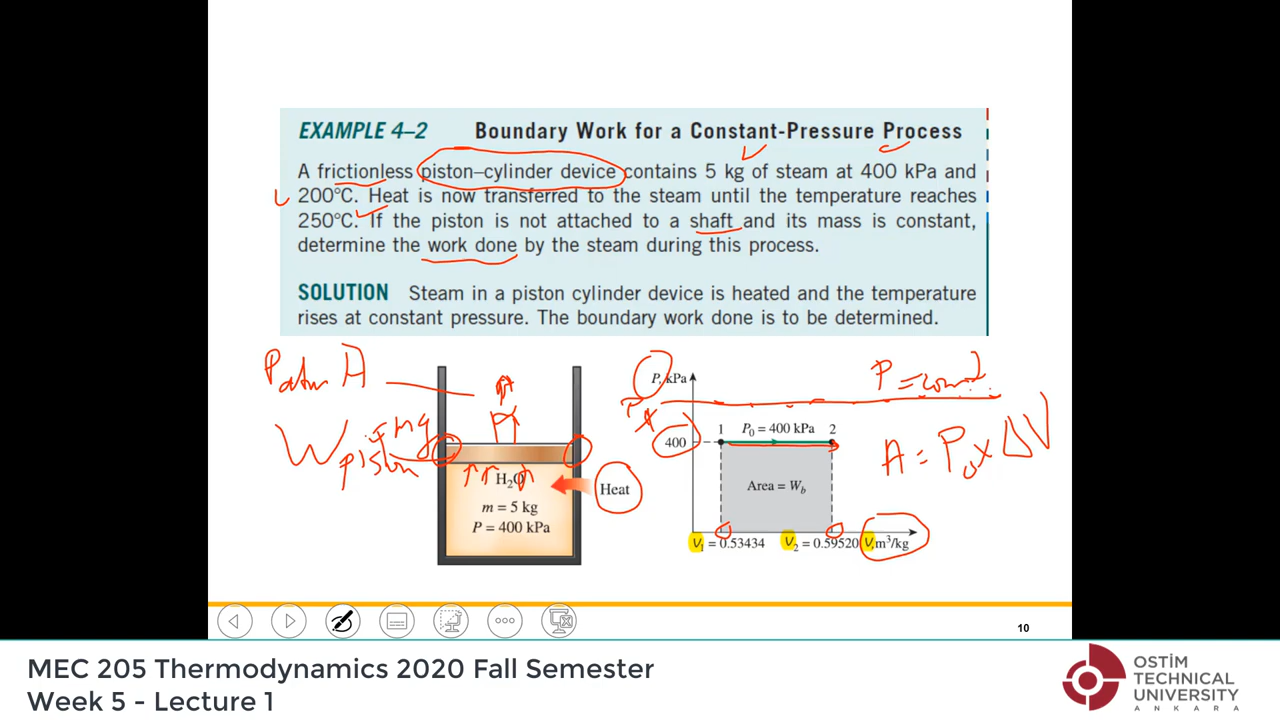 EXAMPLE 4–2 Boundary Work for a Constant-Pressure Process
A frictionless piston–cylinder device contains 5 kg of steam at 400 kPa and
200°C. Heat is now transferred to the steam until the temperature reaches
250°C. If the piston is not attached to a shaft and its mass is constant,
determine the work done by the steam during this process.
SOLUTION Steam in a piston cylinder device is heated and the temperature
rises at constant pressure. The boundary work done is to be determined.
Patm A
W piston
mg
H₂O
m = 5 kg
P = 400 kPa
Heat
P, kPa
P =
400
1 P₀ = 400 kPa 2
A = P₀ x ΔV
Area = Wb
V₁ = 0.53434 V₂ = 0.59520 V, m³/kg
10
MEC 205 Thermodynamics 2020 Fall Semester
Week 5 - Lecture 1
OSTİM
TECHNICAL
UNIVERSITY
ANKARA